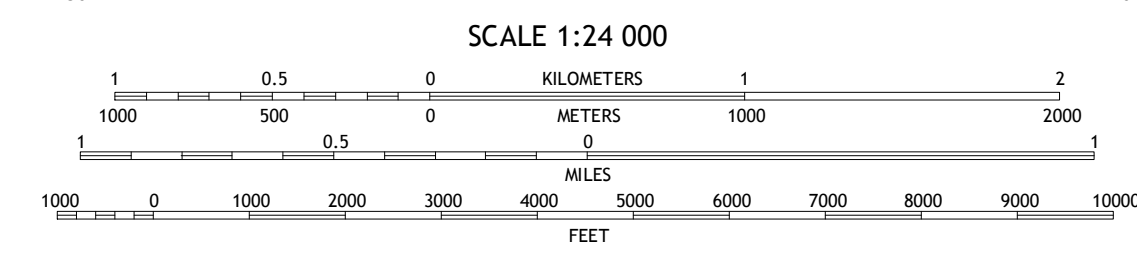 SCALE 1:24 000
1 0.5 0 KILOMETERS 1 2
1000 500 0 METERS 1000 2000
1 0.5 0 1
MILES
1000 0 1000 2000 3000 4000 5000 6000 7000 8000 9000 10000
FEET